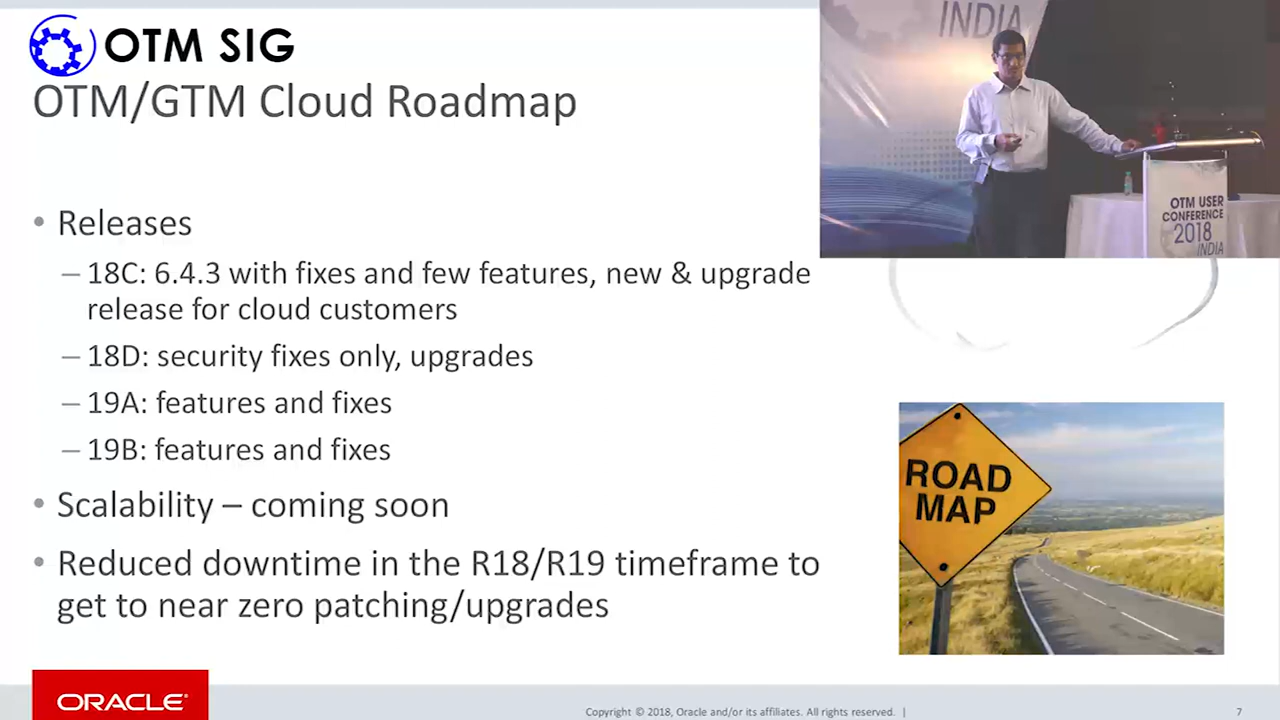 OTM SIG
OTM/GTM Cloud Roadmap
• Releases
– 18C: 6.4.3 with fixes and few features, new & upgrade
release for cloud customers
– 18D: security fixes only, upgrades
– 19A: features and fixes
– 19B: features and fixes
• Scalability – coming soon
• Reduced downtime in the R18/R19 timeframe to
get to near zero patching/upgrades
INDIA
OTM USER
CONFERENCE
2018
INDIA
ROAD
MAP
ORACLE®
Copyright © 2018, Oracle and/or its affiliates. All rights reserved. |
7